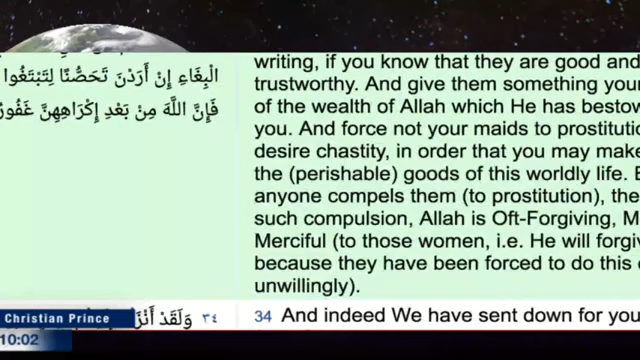 الْبِغَاءِ إِنْ أَرَدْنَ تَحَصُّنًا لِتَبْتَغُوا
فَإِنَّ اللَّهَ مِنْ بَعْدِ إِكْرَاهِهِنَّ غَفُورٌ
writing, if you know that they are good and
trustworthy. And give them something your
of the wealth of Allah which He has bestow
you. And force not your maids to prostitutio
desire chastity, in order that you may make
the (perishable) goods of this worldly life. B
anyone compels them (to prostitution), the
such compulsion, Allah is Oft-Forgiving, M
Merciful (to those women, i.e. He will forgiv
because they have been forced to do this
unwillingly).
٣٤ وَلَقَدْ
34 And indeed We have sent down for you
Christian Prince
10:02